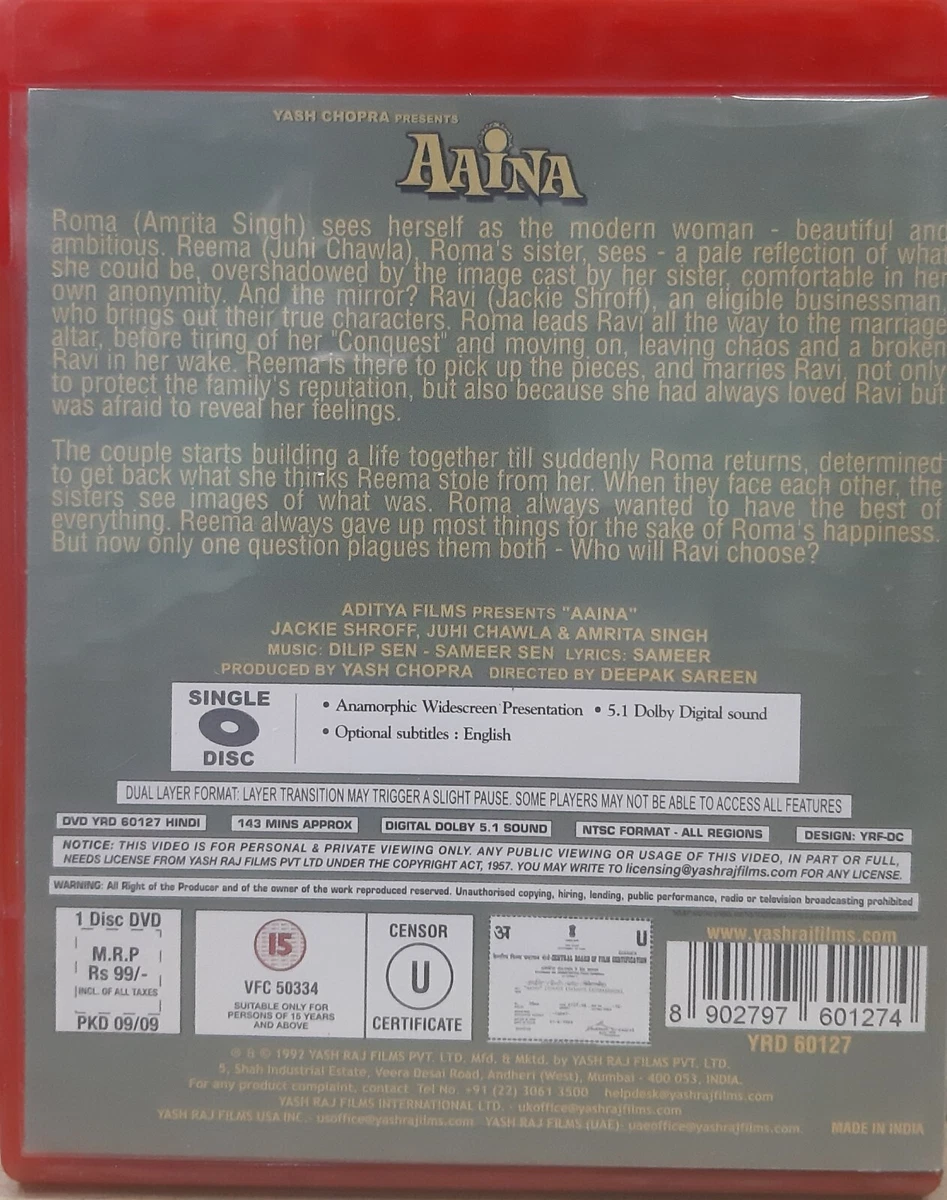 YASH CHOPRA PRESENTS
AAINA
Roma (Amrita Singh) sees herself as the modern woman - beautiful and
ambitious. Reema (Juhi Chawla), Roma's sister, sees - a pale reflection of what
she could be, overshadowed by the image cast by her sister, comfortable in her
own anonymity. And the mirror? Ravi (Jackie Shroff), an eligible businessman,
who brings out their true characters. Roma leads Ravi all the way to the marriage
altar, before tiring of her "Conquest" and moving on, leaving chaos and a broken
Ravi in her wake. Reema is there to pick up the pieces, and marries Ravi, not only
to protect the family's reputation, but also because she had always loved Ravi but
was afraid to reveal her feelings.
The couple starts building a life together till suddenly Roma returns, determined
to get back what she thinks Reema stole from her. When they face each other, the
sisters see images of what was. Roma always wanted to have the best of
everything. Reema always gave up most things for the sake of Roma's happiness.
But now only one question plagues them both - Who will Ravi choose?
ADITYA FILMS PRESENTS "AAINA"
JACKIE SHROFF, JUHI CHAWLA & AMRITA SINGH
MUSIC: DILIP SEN - SAMEER SEN LYRICS: SAMEER
PRODUCED BY YASH CHOPRA DIRECTED BY DEEPAK SAREEN
SINGLE
DISC
• Anamorphic Widescreen Presentation • 5.1 Dolby Digital sound
• Optional subtitles : English
DUAL LAYER FORMAT: LAYER TRANSITION MAY TRIGGER A SLIGHT PAUSE. SOME PLAYERS MAY NOT BE ABLE TO ACCESS ALL FEATURES
DVD YRD 60127 HINDI 143 MINS APPROX DIGITAL DOLBY 5.1 SOUND NTSC FORMAT - ALL REGIONS DESIGN: YRF-DC
NOTICE: THIS VIDEO IS FOR PERSONAL & PRIVATE VIEWING ONLY. ANY PUBLIC VIEWING OR USAGE OF THIS VIDEO, IN PART OR FULL,
NEEDS LICENSE FROM YASH RAJ FILMS PVT LTD UNDER THE COPYRIGHT ACT, 1957. YOU MAY WRITE TO licensing@yashrajfilms.com FOR ANY LICENSE.
WARNING: All Right of the Producer and of the owner of the work reproduced reserved. Unauthorised copying, hiring, lending, public performance, radio or television broadcasting prohibited
1 Disc DVD
M.R.P
Rs 99/-
INCL. OF ALL TAXES
PKD 09/09
15
VFC 50334
SUITABLE ONLY FOR
PERSONS OF 15 YEARS
AND ABOVE
CENSOR
U
CERTIFICATE
अ U
CENTRAL BOARD OF FILM CERTIFICATION
www.yashrajfilms.com
8 902797 601274
YRD 60127
℗ & © 1992 YASH RAJ FILMS PVT. LTD. Mfd. & Mktd. by YASH RAJ FILMS PVT. LTD.
5, Shah Industrial Estate, Veera Desai Road, Andheri (West), Mumbai - 400 053, INDIA.
For any product complaint, contact Tel No. +91 (22) 3061 3500 helpdesk@yashrajfilms.com
YASH RAJ FILMS INTERNATIONAL LTD. - ukoffice@yashrajfilms.com
YASH RAJ FILMS USA INC. - usoffice@yashrajfilms.com YASH RAJ FILMS (UAE)- uaeoffice@yashrajfilms.com
MADE IN INDIA